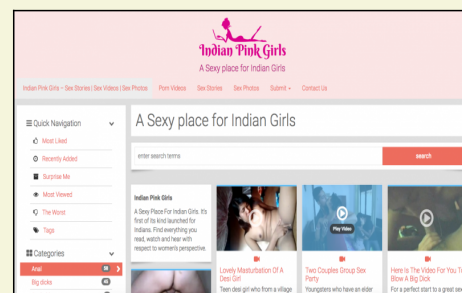 Indian Pink Girls
A Sexy place for Indian Girls
Indian Pink Girls – Sex Stories | Sex Videos | Sex Photos Porn Videos Sex Stories Sex Photos Submit Contact Us
Quick Navigation
Most Liked
Recently Added
Surprise Me
Most Viewed
The Worst
Tags
Categories
Anal
Big dicks
A Sexy place for Indian Girls
enter search terms search
Indian Pink Girls
A Sexy Place For Indian Girls. It's
first of its kind launched for
Indians. Find everything you
read, watch and hear with
respect to women's perspective.
Lovely Masturbation Of A
Desi Girl
Teen desi girl who from a village
Play Video
Two Couples Group Sex
Party
Youngsters who have an elder
Here Is The Video For You T
Blow A Big Dick
For a perfect start to a great sex